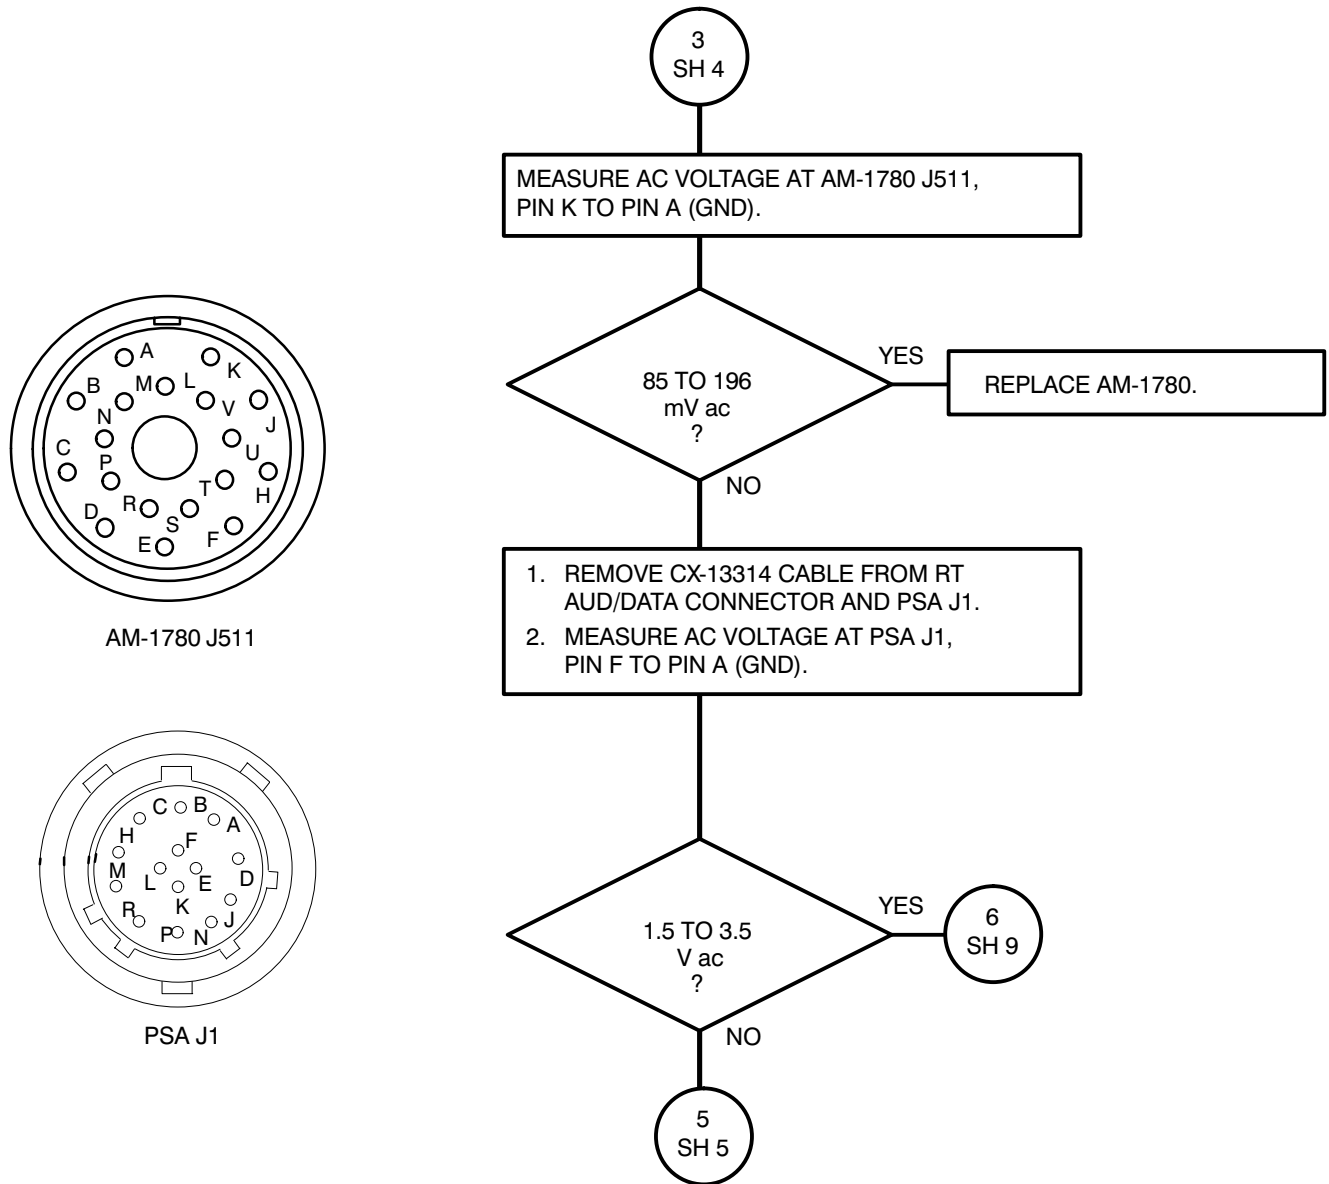 3
SH 4
MEASURE AC VOLTAGE AT AM-1780 J511,
PIN K TO PIN A (GND).
85 TO 196
mV ac
?
YES
REPLACE AM-1780.
NO
1. REMOVE CX-13314 CABLE FROM RT
AUD/DATA CONNECTOR AND PSA J1.
2. MEASURE AC VOLTAGE AT PSA J1,
PIN F TO PIN A (GND).
1.5 TO 3.5
V ac
?
YES
6
SH 9
NO
5
SH 5
A
K
B
M
L
N
V
J
C
P
U
T
H
D
R
S
E
F
AM-1780 J511
C
B
A
H
F
M
L
E
D
R
K
J
P
N
PSA J1